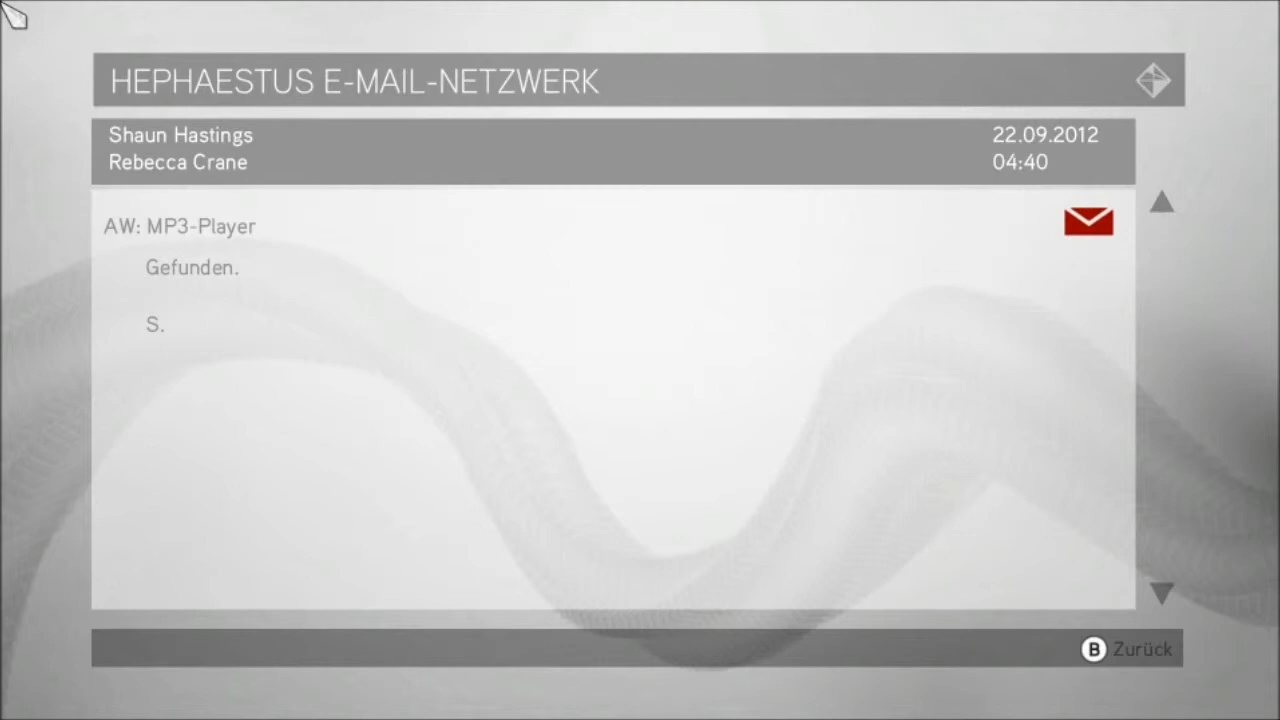 HEPHAESTUS E-MAIL-NETZWERK
Shaun Hastings 22.09.2012
Rebecca Crane 04:40
AW: MP3-Player
Gefunden.
S.
B Zurück